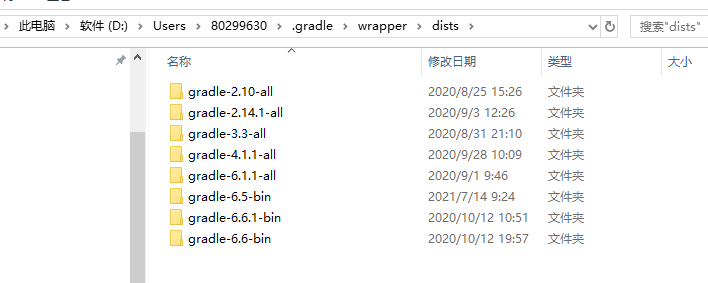 此电脑 > 软件 (D:) > Users > 80299630 > .gradle > wrapper > dists > 搜索"dists"
名称 修改日期 类型 大小
gradle-2.10-all 2020/8/25 15:26 文件夹
gradle-2.14.1-all 2020/9/3 12:26 文件夹
gradle-3.3-all 2020/8/31 21:10 文件夹
gradle-4.1.1-all 2020/9/28 10:09 文件夹
gradle-6.1.1-all 2020/9/1 9:46 文件夹
gradle-6.5-bin 2021/7/14 9:24 文件夹
gradle-6.6.1-bin 2020/10/12 10:51 文件夹
gradle-6.6-bin 2020/10/12 19:57 文件夹